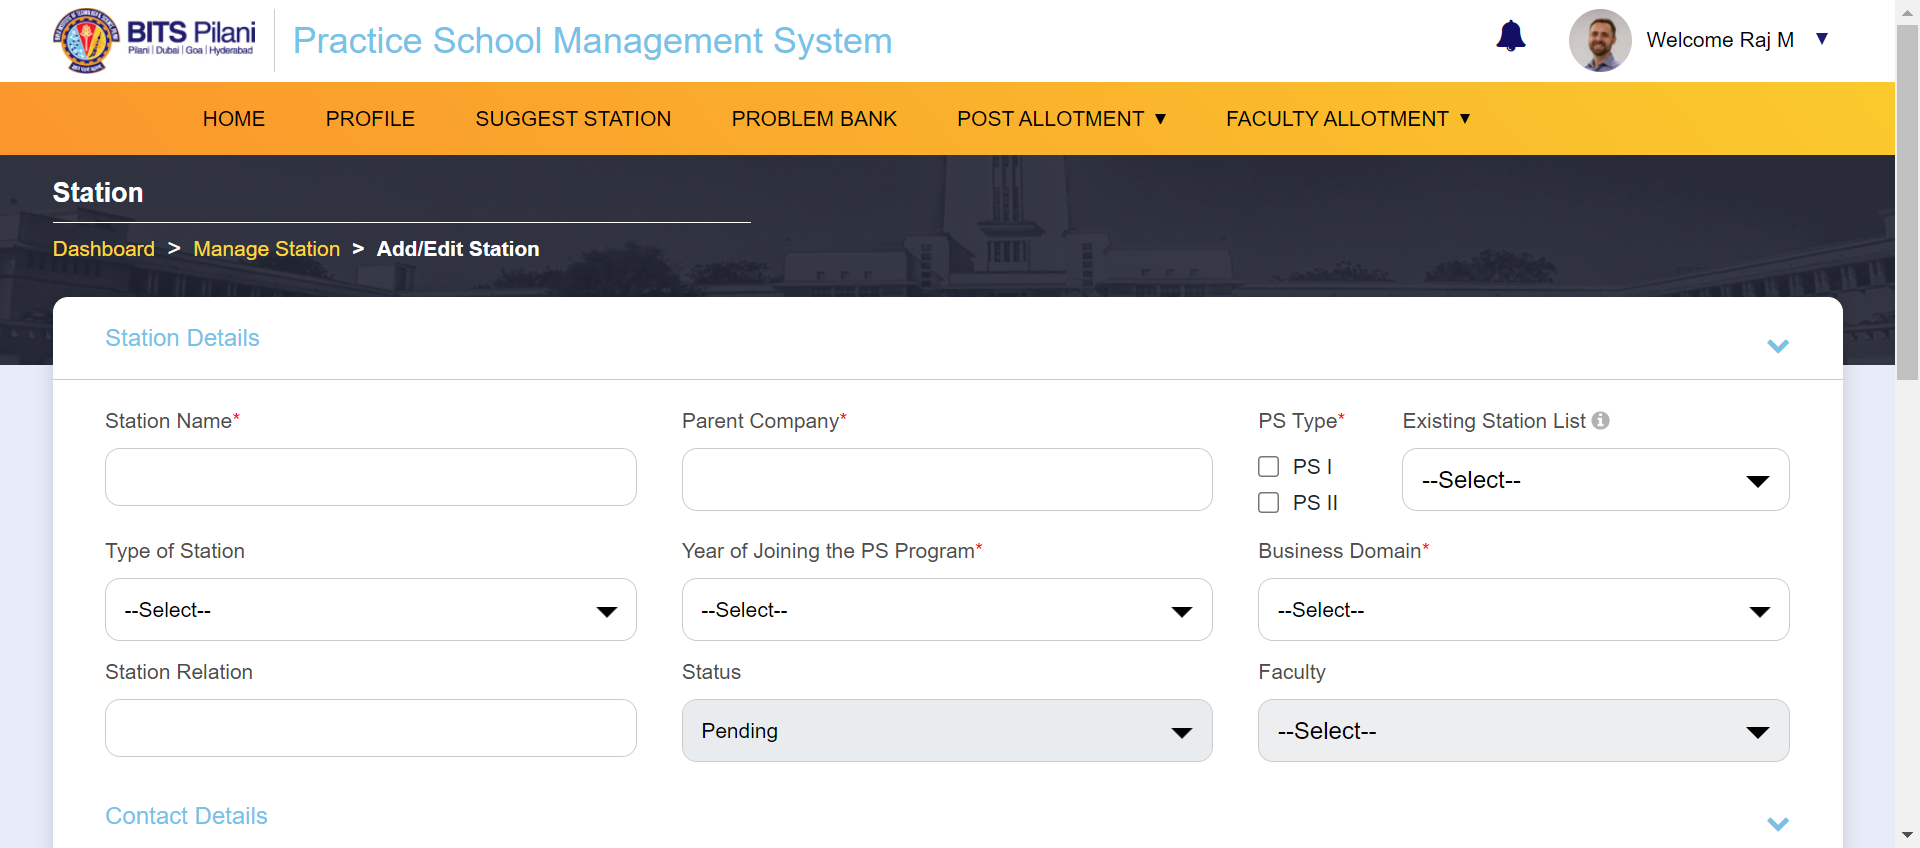 BITS Pilani
Pilani | Dubai | Goa | Hyderabad
Practice School Management System
Welcome Raj M ▼
HOME PROFILE SUGGEST STATION PROBLEM BANK POST ALLOTMENT ▼ FACULTY ALLOTMENT ▼
Station
Dashboard > Manage Station > Add/Edit Station
Station Details
Station Name* Parent Company* PS Type* Existing Station List
PS I
--Select--
PS II
Type of Station Year of Joining the PS Program* Business Domain*
--Select-- --Select-- --Select--
Station Relation Status Faculty
Pending --Select--
Contact Details